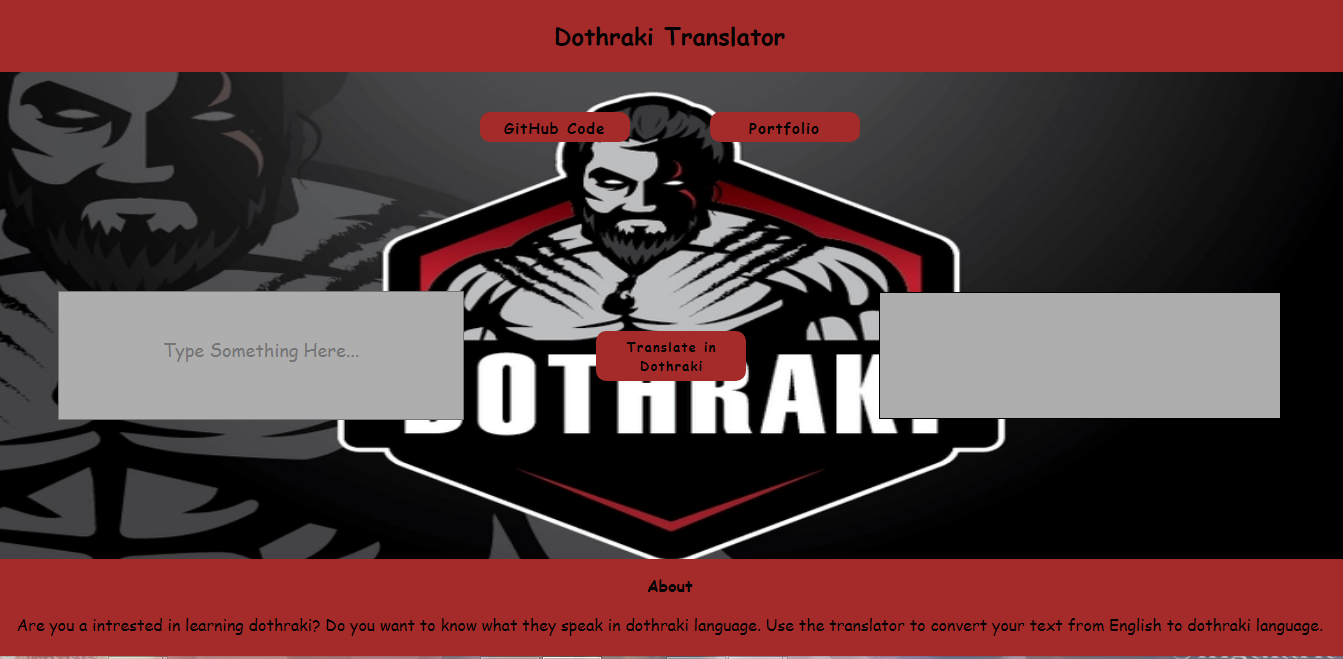 Dothraki Translator
GitHub Code
Portfolio
Type Something Here...
Translate in
Dothraki
DOTHRAKI
About
Are you a intrested in learning dothraki? Do you want to know what they speak in dothraki language. Use the translator to convert your text from English to dothraki language.